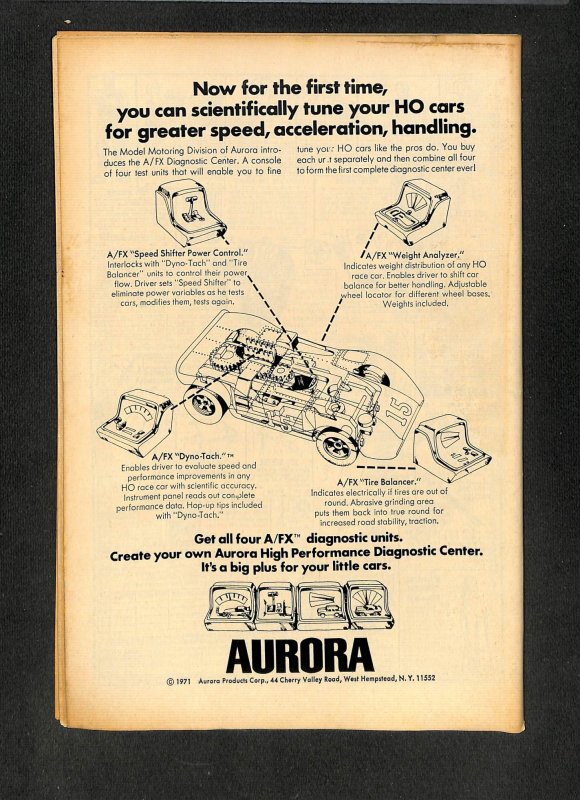 Now for the first time,
you can scientifically tune your HO cars
for greater speed, acceleration, handling.
The Model Motoring Division of Aurora intro-
duces the A/FX Diagnostic Center. A console
of four test units that will enable you to fine
tune your HO cars like the pros do. You buy
each unit separately and then combine all four
to form the first complete diagnostic center ever!
A/FX "Speed Shifter Power Control."
Interlocks with "Dyno-Tach" and "Tire
Balancer" units to control their power
flow. Driver sets "Speed Shifter" to
eliminate power variables as he tests
cars, modifies them, tests again.
A/FX "Weight Analyzer."
Indicates weight distribution of any HO
race car. Enables driver to shift car
balance for better handling. Adjustable
wheel locator for different wheel bases.
Weights included.
15
A/FX "Dyno-Tach."™
Enables driver to evaluate speed and
performance improvements in any
HO race car with scientific accuracy.
Instrument panel reads out complete
performance data. Hop-up tips included
with "Dyno-Tach."
A/FX "Tire Balancer."
Indicates electrically if tires are out of
round. Abrasive grinding area
puts them back into true round for
increased road stability, traction.
Get all four A/FX™ diagnostic units.
Create your own Aurora High Performance Diagnostic Center.
It's a big plus for your little cars.
AURORA
© 1971 Aurora Products Corp., 44 Cherry Valley Road, West Hempstead, N. Y. 11552